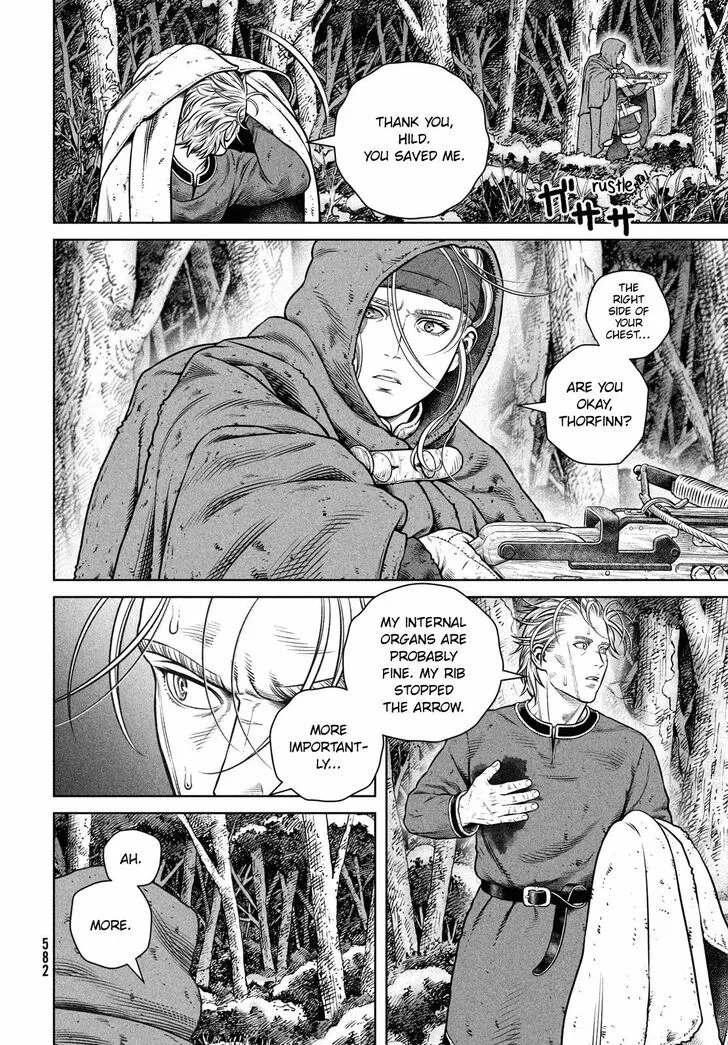 THANK YOU,
HILD.
YOU SAVED ME.
rustle
ガサササ
THE
RIGHT
SIDE OF
YOUR
CHEST...
ARE YOU
OKAY,
THORFINN?
MY INTERNAL
ORGANS ARE
PROBABLY
FINE. MY RIB
STOPPED
THE ARROW.
MORE
IMPORTANT-
LY...
AH.
MORE.
582